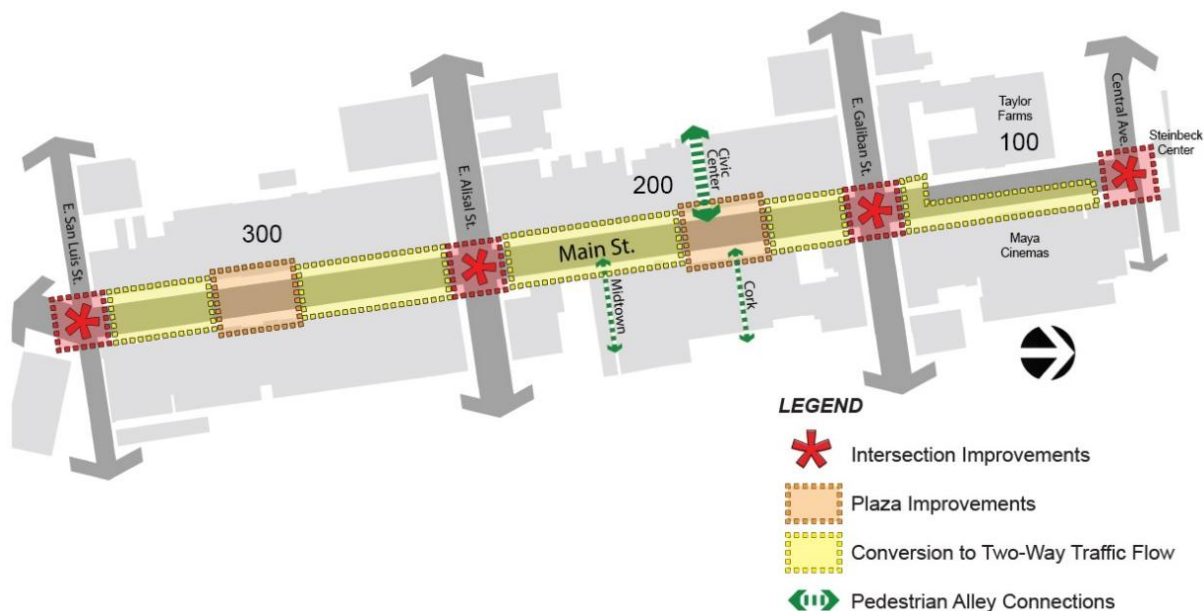 E. San Luis St.
300
E. Alisal St.
200
Civic
Center
Main St.
Midtown
Cork
E. Galiban St.
Taylor
Farms
100
Central Ave.
Steinbeck
Center
Maya
Cinemas
LEGEND
Intersection Improvements
Plaza Improvements
Conversion to Two-Way Traffic Flow
Pedestrian Alley Connections